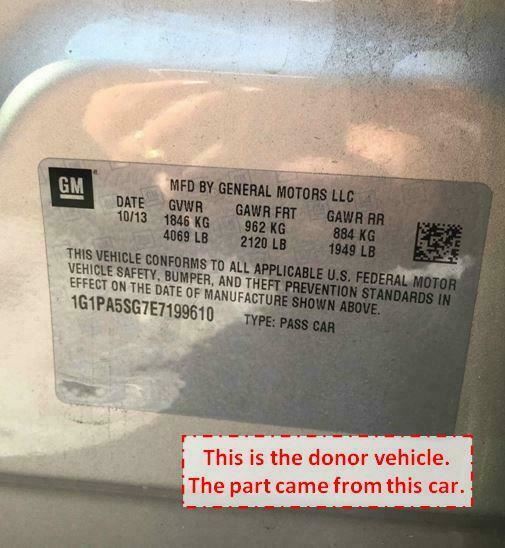 GM
MFD BY GENERAL MOTORS LLC
DATE GVWR GAWR FRT GAWR RR
10/13 1846 KG 962 KG 884 KG
4069 LB 2120 LB 1949 LB
THIS VEHICLE CONFORMS TO ALL APPLICABLE U.S. FEDERAL MOTOR
VEHICLE SAFETY, BUMPER, AND THEFT PREVENTION STANDARDS IN
EFFECT ON THE DATE OF MANUFACTURE SHOWN ABOVE.
1G1PA5SG7E7199610 TYPE: PASS CAR
This is the donor vehicle.
The part came from this car.